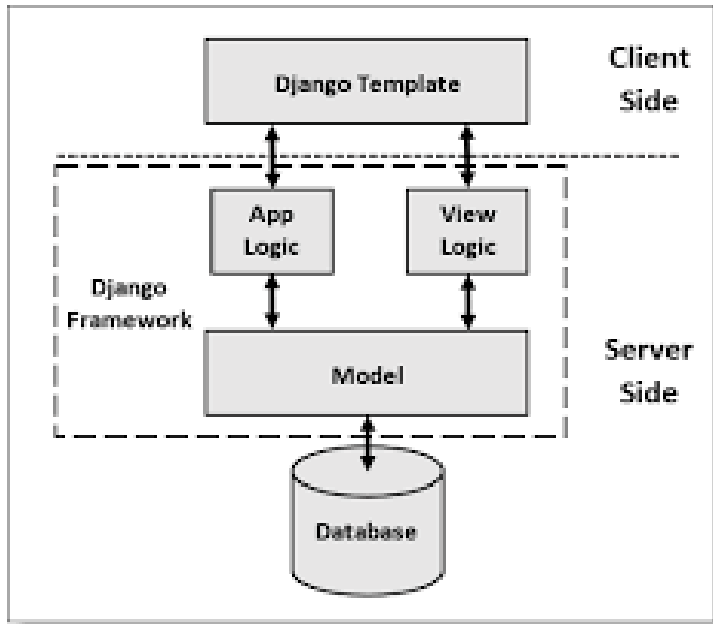 Django Template
Client
Side
App
Logic
View
Logic
Django
Framework
Model
Server
Side
Database